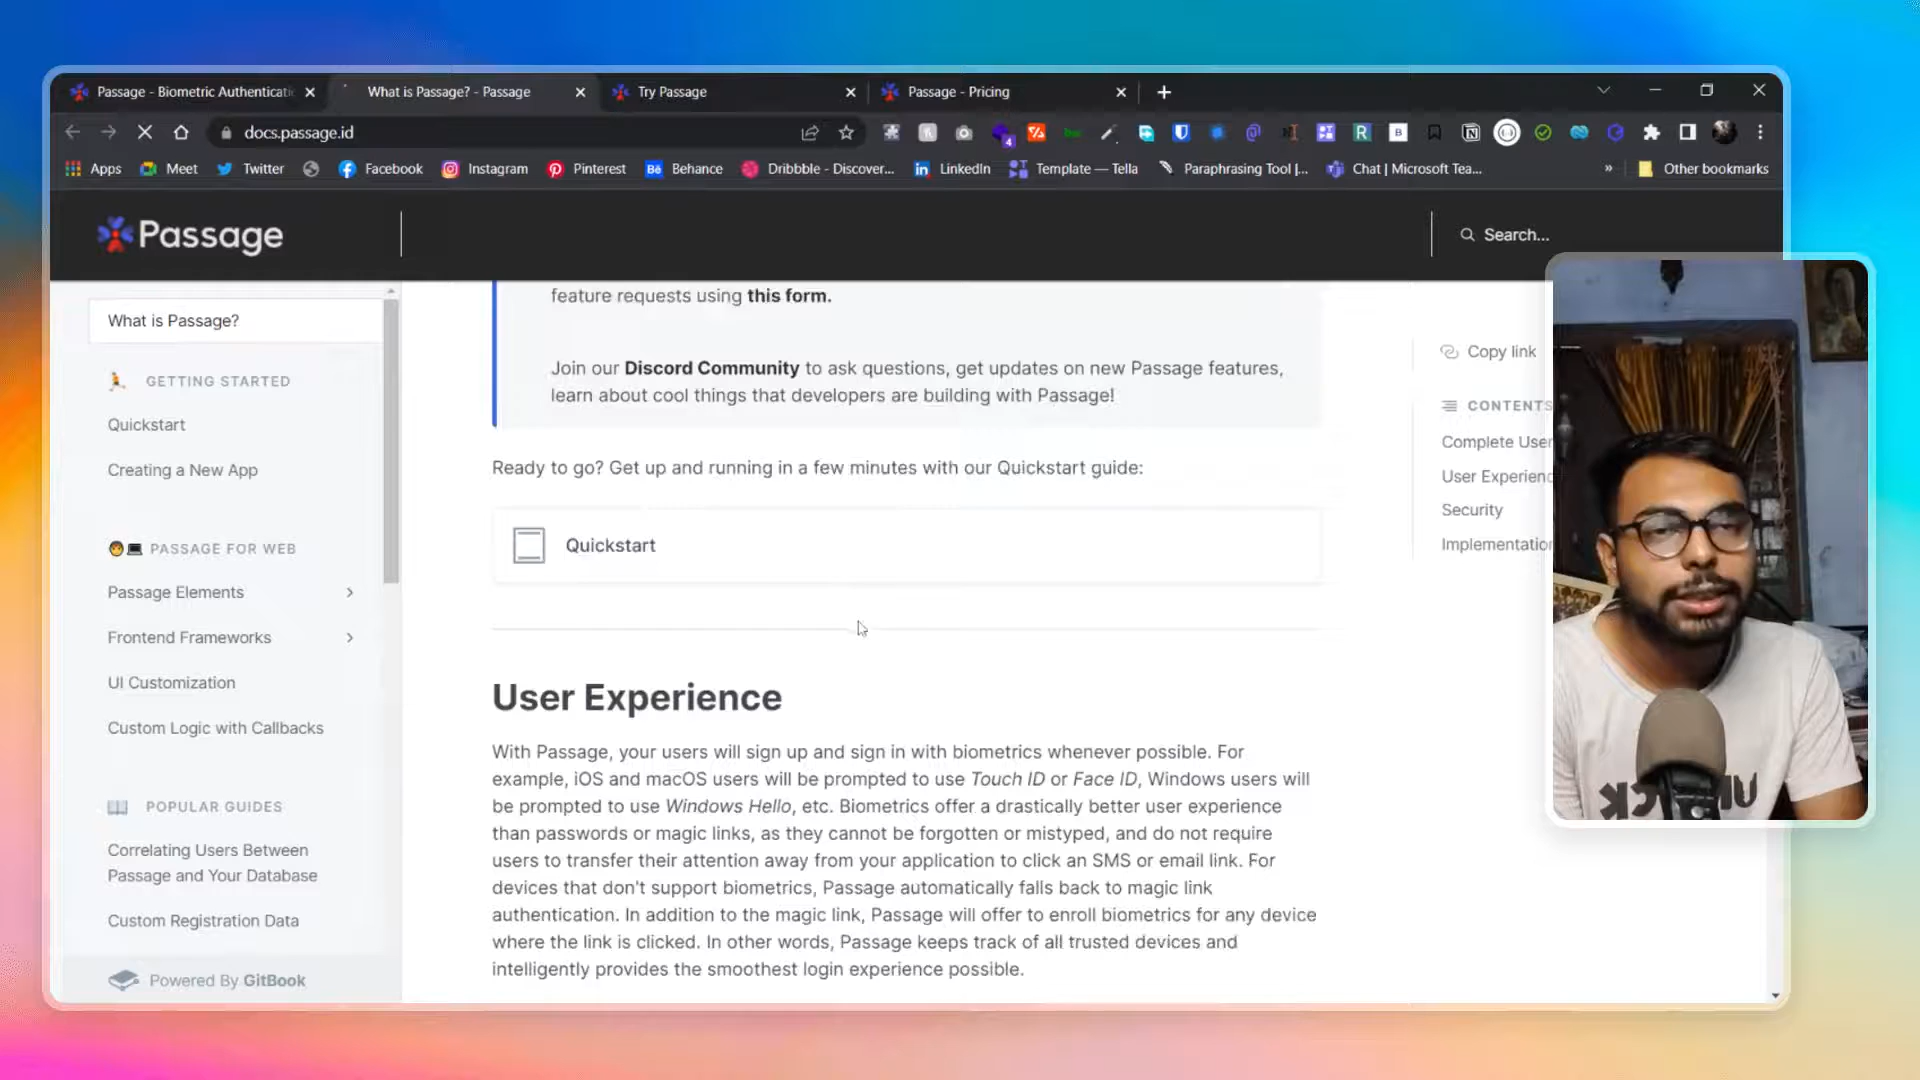 Passage - Biometric Authenticati
What is Passage? - Passage
Try Passage
Passage - Pricing
docs.passage.id
4
R
B
Apps
Meet
Twitter
Facebook
Instagram
Pinterest
Bē
Behance
Dribbble - Discover...
in
LinkedIn
Template — Tella
Paraphrasing Tool |...
Chat | Microsoft Tea...
»
Other bookmarks
Passage
Search...
What is Passage?
GETTING STARTED
Quickstart
Creating a New App
PASSAGE FOR WEB
Passage Elements
Frontend Frameworks
UI Customization
Custom Logic with Callbacks
POPULAR GUIDES
Correlating Users Between
Passage and Your Database
Custom Registration Data
Powered By GitBook
feature requests using this form.
Join our Discord Community to ask questions, get updates on new Passage features,
learn about cool things that developers are building with Passage!
Ready to go? Get up and running in a few minutes with our Quickstart guide:
Quickstart
User Experience
With Passage, your users will sign up and sign in with biometrics whenever possible. For
example, iOS and macOS users will be prompted to use Touch ID or Face ID, Windows users will
be prompted to use Windows Hello, etc. Biometrics offer a drastically better user experience
than passwords or magic links, as they cannot be forgotten or mistyped, and do not require
users to transfer their attention away from your application to click an SMS or email link. For
devices that don't support biometrics, Passage automatically falls back to magic link
authentication. In addition to the magic link, Passage will offer to enroll biometrics for any device
where the link is clicked. In other words, Passage keeps track of all trusted devices and
intelligently provides the smoothest login experience possible.
Copy link
CONTENTS
Complete User
User Experienc
Security
Implementation